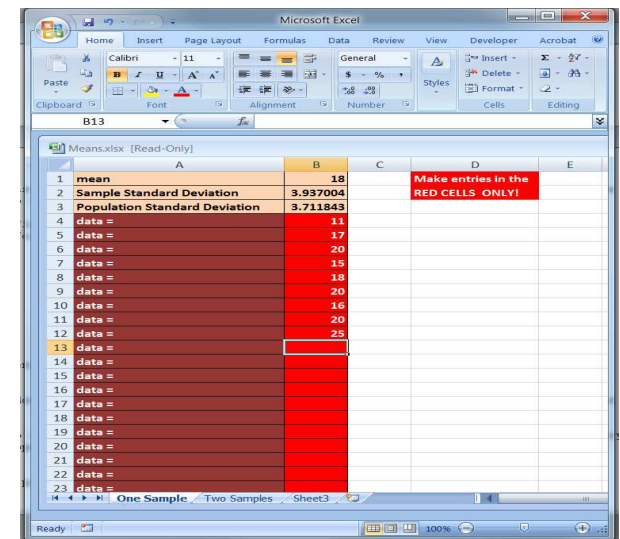 Microsoft Excel
Home Insert Page Layout Formulas Data Review View Developer Acrobat
Paste
Calibri 11
B I U A A
A
General
$ % ,
.00 .00
Styles
Insert
Delete
Format
Σ
Clipboard Font Alignment Number Cells Editing
B13 fx
Means.xlsx [Read-Only]
A B C D E
1 mean 18 Make entries in the
2 Sample Standard Deviation 3.937004 RED CELLS ONLY!
3 Population Standard Deviation 3.711843
4 data = 11
5 data = 17
6 data = 20
7 data = 15
8 data = 18
9 data = 20
10 data = 16
11 data = 20
12 data = 25
13 data =
14 data =
15 data =
16 data =
17 data =
18 data =
19 data =
20 data =
21 data =
22 data =
23 data =
One Sample Two Samples Sheet3
Ready 100%